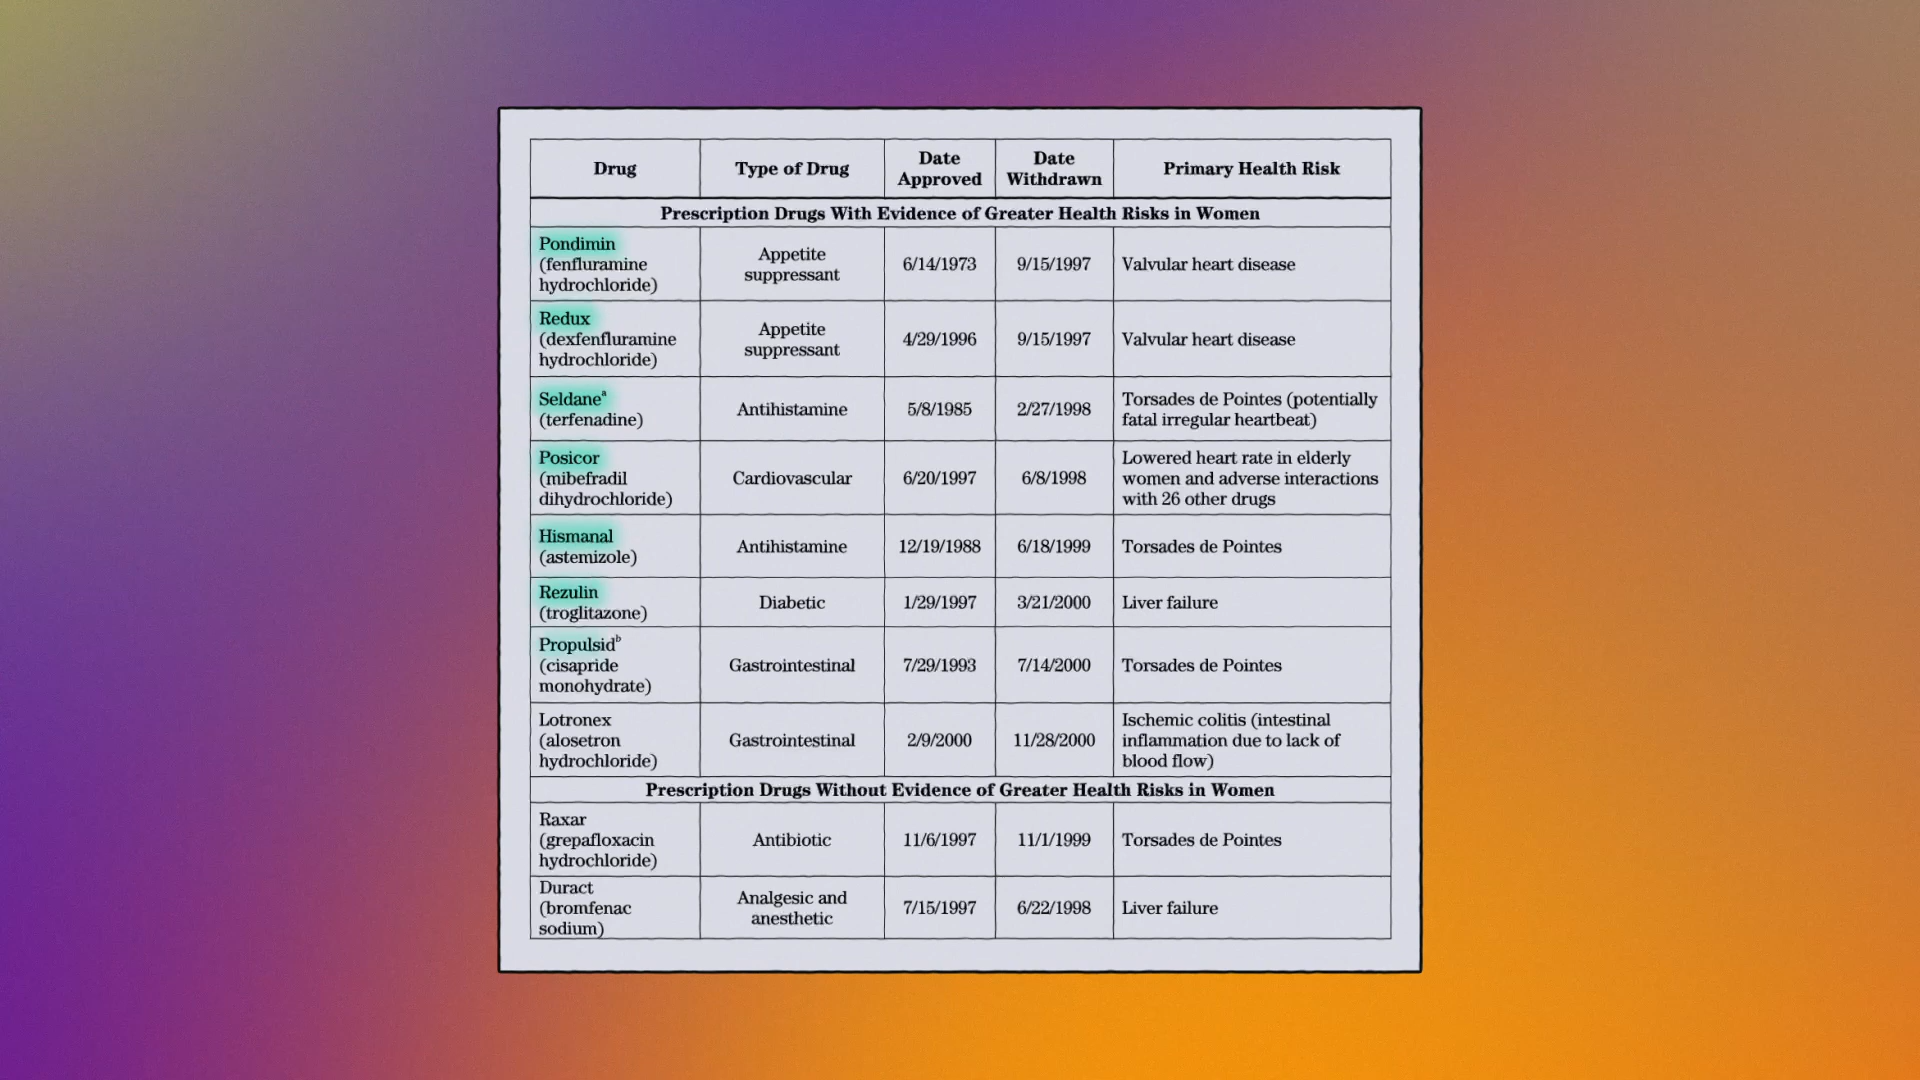 Drug
Type of Drug
Date
Approved
Date
Withdrawn
Primary Health Risk
Prescription Drugs With Evidence of Greater Health Risks in Women
Pondimin
(fenfluramine
hydrochloride)
Appetite
suppressant
6/14/1973
9/15/1997
Valvular heart disease
Redux
(dexfenfluramine
hydrochloride)
Appetite
suppressant
4/29/1996
9/15/1997
Valvular heart disease
Seldaneᵃ
(terfenadine)
Antihistamine
5/8/1985
2/27/1998
Torsades de Pointes (potentially
fatal irregular heartbeat)
Posicor
(mibefradil
dihydrochloride)
Cardiovascular
6/20/1997
6/8/1998
Lowered heart rate in elderly
women and adverse interactions
with 26 other drugs
Hismanal
(astemizole)
Antihistamine
12/19/1988
6/18/1999
Torsades de Pointes
Rezulin
(troglitazone)
Diabetic
1/29/1997
3/21/2000
Liver failure
Propulsidᵇ
(cisapride
monohydrate)
Gastrointestinal
7/29/1993
7/14/2000
Torsades de Pointes
Lotronex
(alosetron
hydrochloride)
Gastrointestinal
2/9/2000
11/28/2000
Ischemic colitis (intestinal
inflammation due to lack of
blood flow)
Prescription Drugs Without Evidence of Greater Health Risks in Women
Raxar
(grepafloxacin
hydrochloride)
Antibiotic
11/6/1997
11/1/1999
Torsades de Pointes
Duract
(bromfenac
sodium)
Analgesic and
anesthetic
7/15/1997
6/22/1998
Liver failure